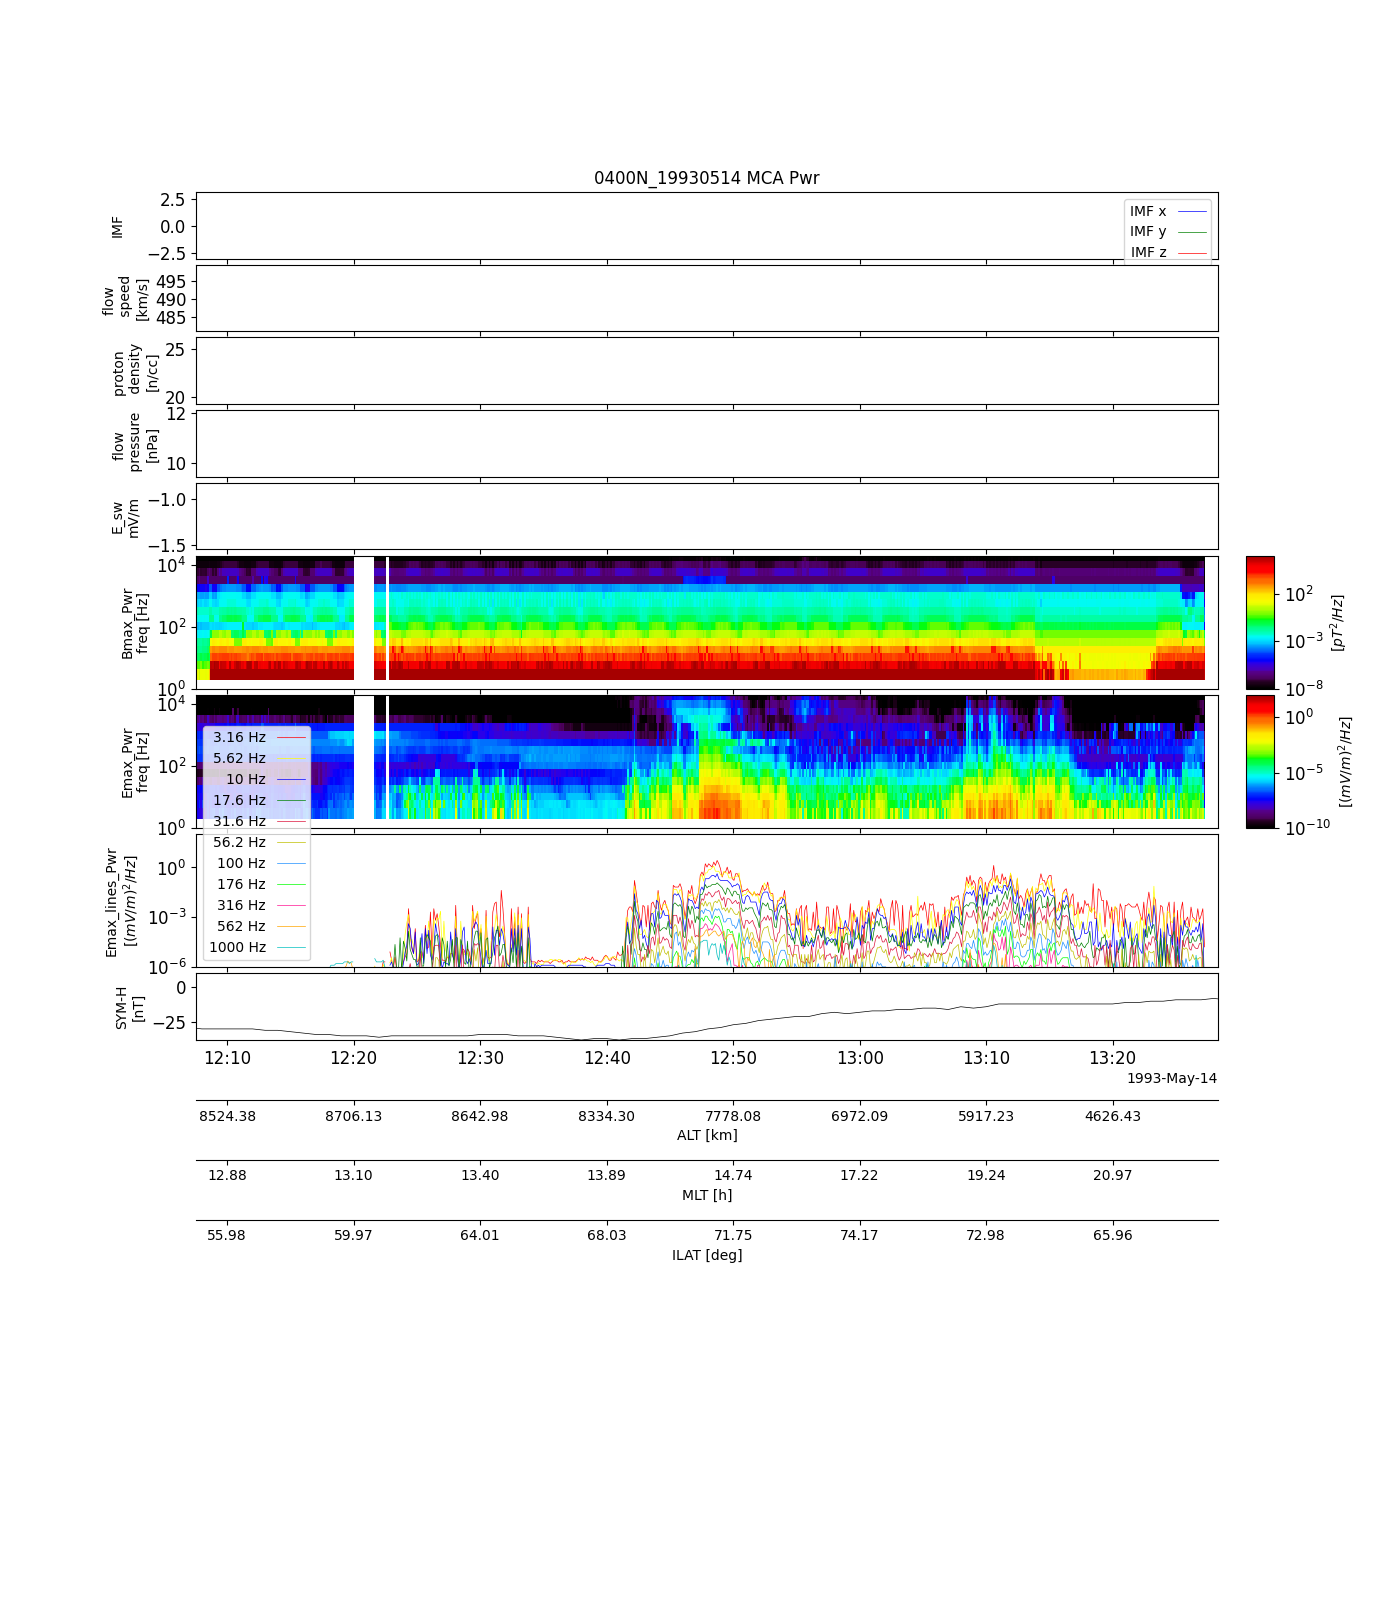 0400N_19930514 MCA Pwr
IMF
2.5
0.0
−2.5
IMF x
IMF y
IMF z
flow
speed
[km/s]
495
490
485
proton
density
[n/cc]
25
20
flow
pressure
[nPa]
12
10
E_sw
mV/m
−1.0
−1.5
Bmax_Pwr
freq [Hz]
10^4
10^2
10^0
10^2
10^-3
10^-8
[pT^2/Hz]
Emax_Pwr
freq [Hz]
10^4
10^2
10^0
10^0
10^-5
10^-10
[(mV/m)^2/Hz]
3.16 Hz
5.62 Hz
10 Hz
17.6 Hz
31.6 Hz
56.2 Hz
100 Hz
176 Hz
316 Hz
562 Hz
1000 Hz
Emax_lines_Pwr
[(mV/m)^2/Hz]
10^0
10^-3
10^-6
SYM-H
[nT]
0
−25
12:10 12:20 12:30 12:40 12:50 13:00 13:10 13:20
1993-May-14
8524.38 8706.13 8642.98 8334.30 7778.08 6972.09 5917.23 4626.43
ALT [km]
12.88 13.10 13.40 13.89 14.74 17.22 19.24 20.97
MLT [h]
55.98 59.97 64.01 68.03 71.75 74.17 72.98 65.96
ILAT [deg]